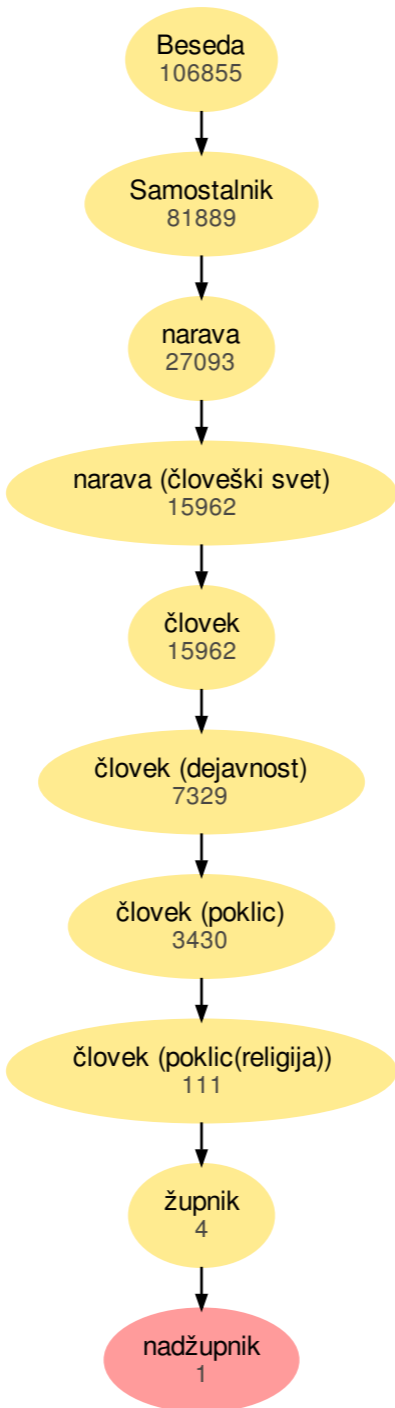 Beseda
106855
Samostalnik
81889
narava
27093
narava (človeški svet)
15962
človek
15962
človek (dejavnost)
7329
človek (poklic)
3430
človek (poklic(religija))
111
župnik
4
nadžupnik
1